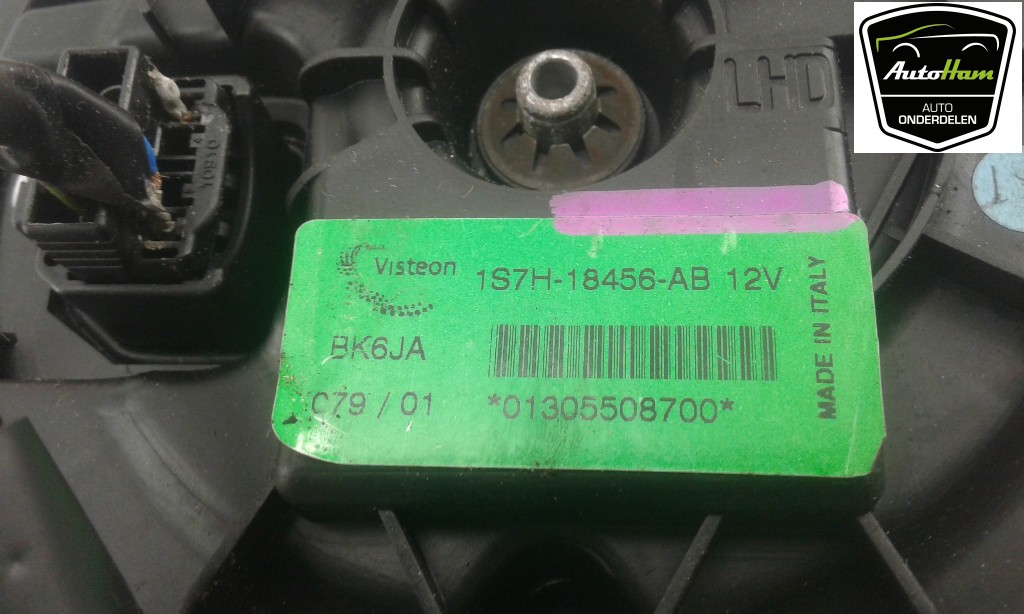 LHD
AutoHam
AUTO
ONDERDELEN
Visteon
1S7H-18456-AB 12V
BK6JA
C79 / 01
*01305508700*
MADE IN ITALY